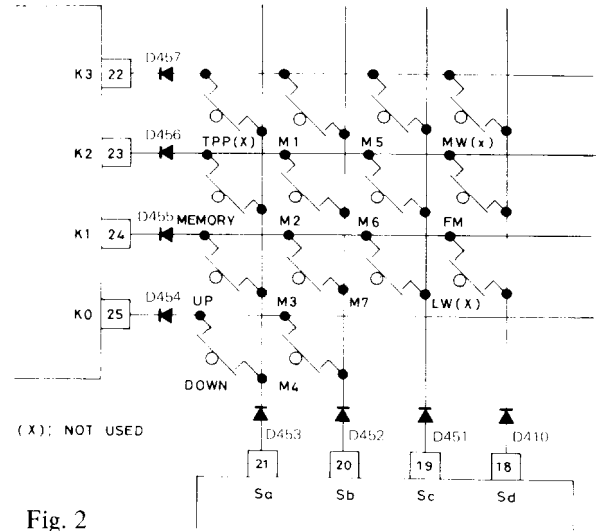 D457
K3 22
D456 TPP(X) M1 M5 MW(x)
K2 23
D455 MEMORY M2 M6 FM
K1 24
D454 UP M3 M7 LW(X)
K0 25
DOWN M4
(X): NOT USED
D453 D452 D451 D410
21 20 19 18
Sa Sb Sc Sd
Fig. 2